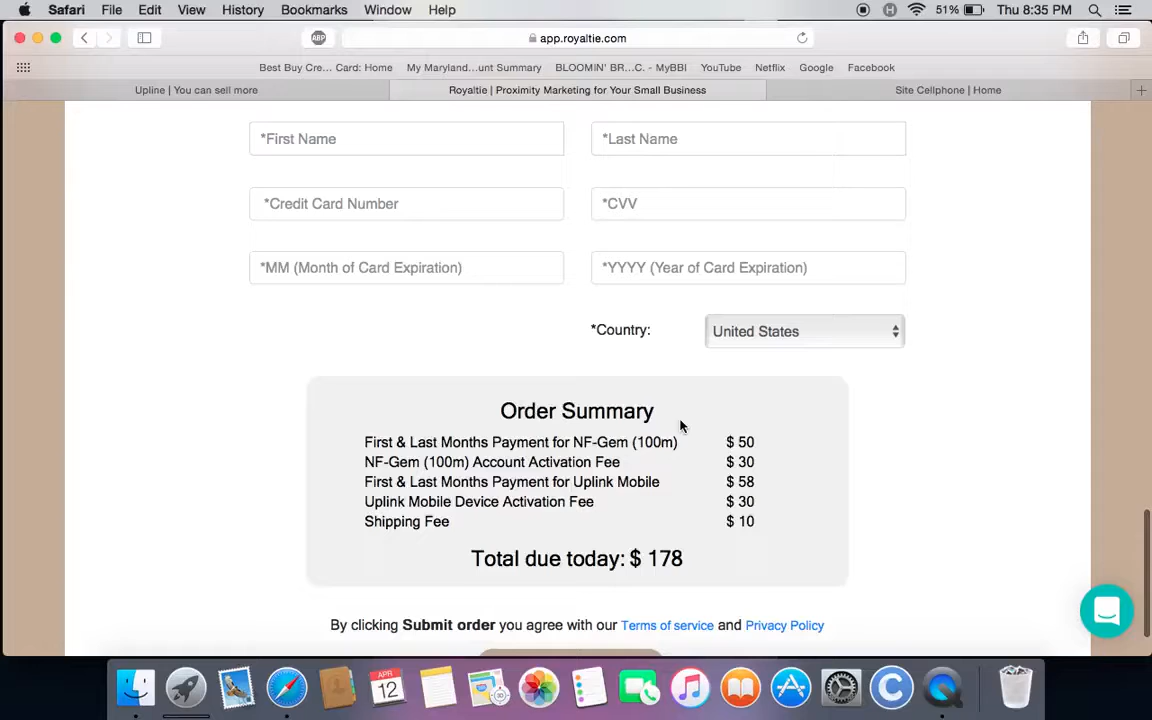 Safari File Edit View History Bookmarks Window Help 51% Thu 8:35 PM
ABP app.royaltie.com
Best Buy Cre... Card: Home My Maryland...unt Summary BLOOMIN' BR...C. - MyBBI YouTube Netflix Google Facebook
Upline | You can sell more Royaltie | Proximity Marketing for Your Small Business Site Cellphone | Home
*First Name *Last Name
*Credit Card Number *CVV
*MM (Month of Card Expiration) *YYYY (Year of Card Expiration)
*Country: United States
Order Summary
First & Last Months Payment for NF-Gem (100m) $ 50
NF-Gem (100m) Account Activation Fee $ 30
First & Last Months Payment for Uplink Mobile $ 58
Uplink Mobile Device Activation Fee $ 30
Shipping Fee $ 10
Total due today: $ 178
By clicking Submit order you agree with our Terms of service and Privacy Policy
APR
12